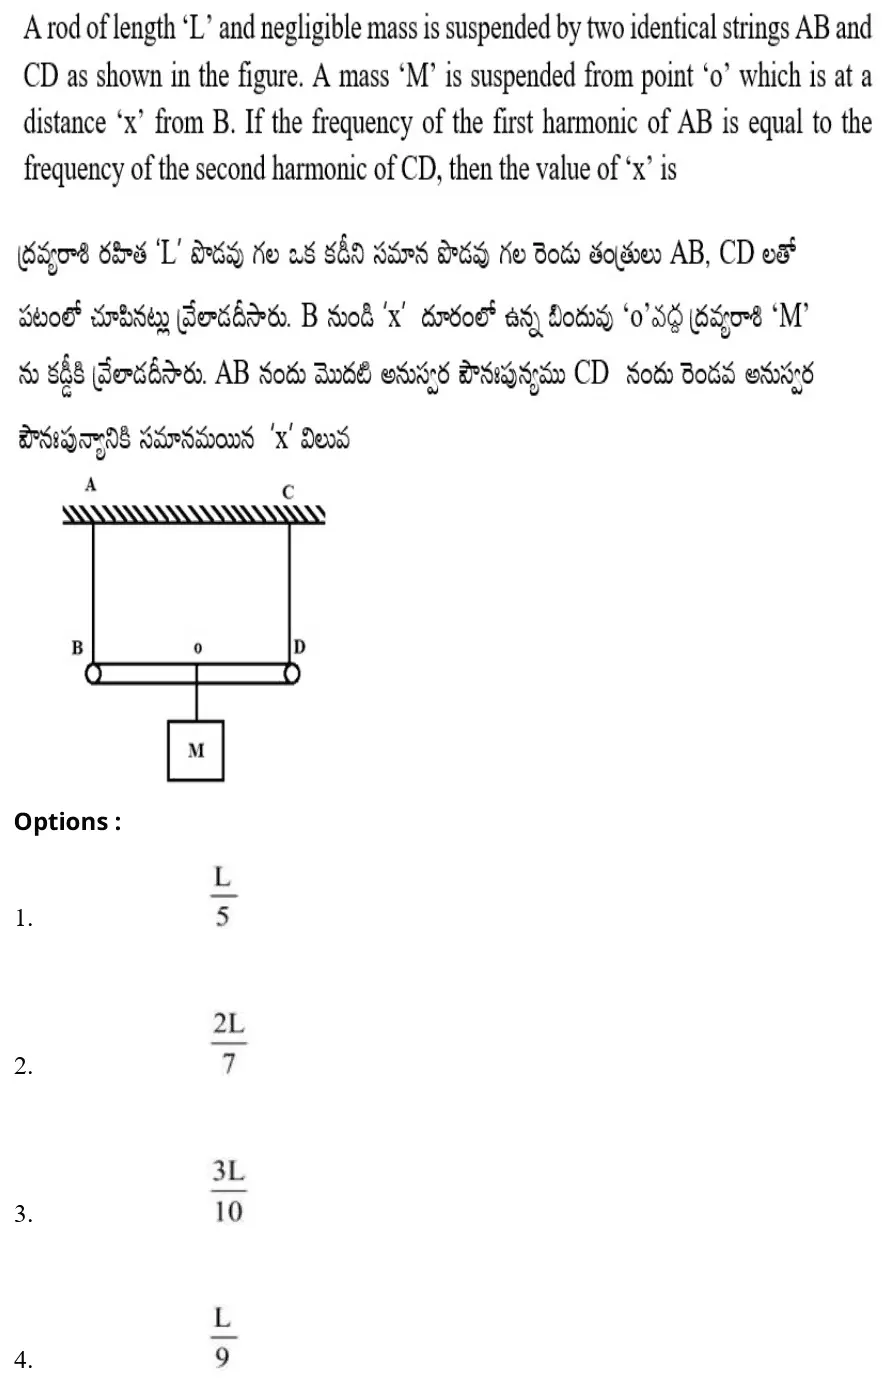 A rod of length ‘L’ and negligible mass is suspended by two identical strings AB and
CD as shown in the figure. A mass ‘M’ is suspended from point ‘o’ which is at a
distance ‘x’ from B. If the frequency of the first harmonic of AB is equal to the
frequency of the second harmonic of CD, then the value of ‘x’ is
ద్రవ్యరాశి రహిత ‘L’ పొడవు గల ఒక కడీని సమాన పొడవు గల రెండు తంత్రులు AB, CD లతో
పటంలో చూపినట్లు వ్రేలాడదీసారు. B నుండి ‘x’ దూరంలో ఉన్న బిందువు ‘o’వద్ద ద్రవ్యరాశి ‘M’
ను కడ్డీకి వ్రేలాడదీసారు. AB నందు మొదటి అనుస్వర పౌనఃపున్యము CD నందు రెండవ అనుస్వర
పౌనఃపున్యానికి సమానమయిన ‘x’ విలువ
A C
B o D
M
Options :
1. L/5
2. 2L/7
3. 3L/10
4. L/9